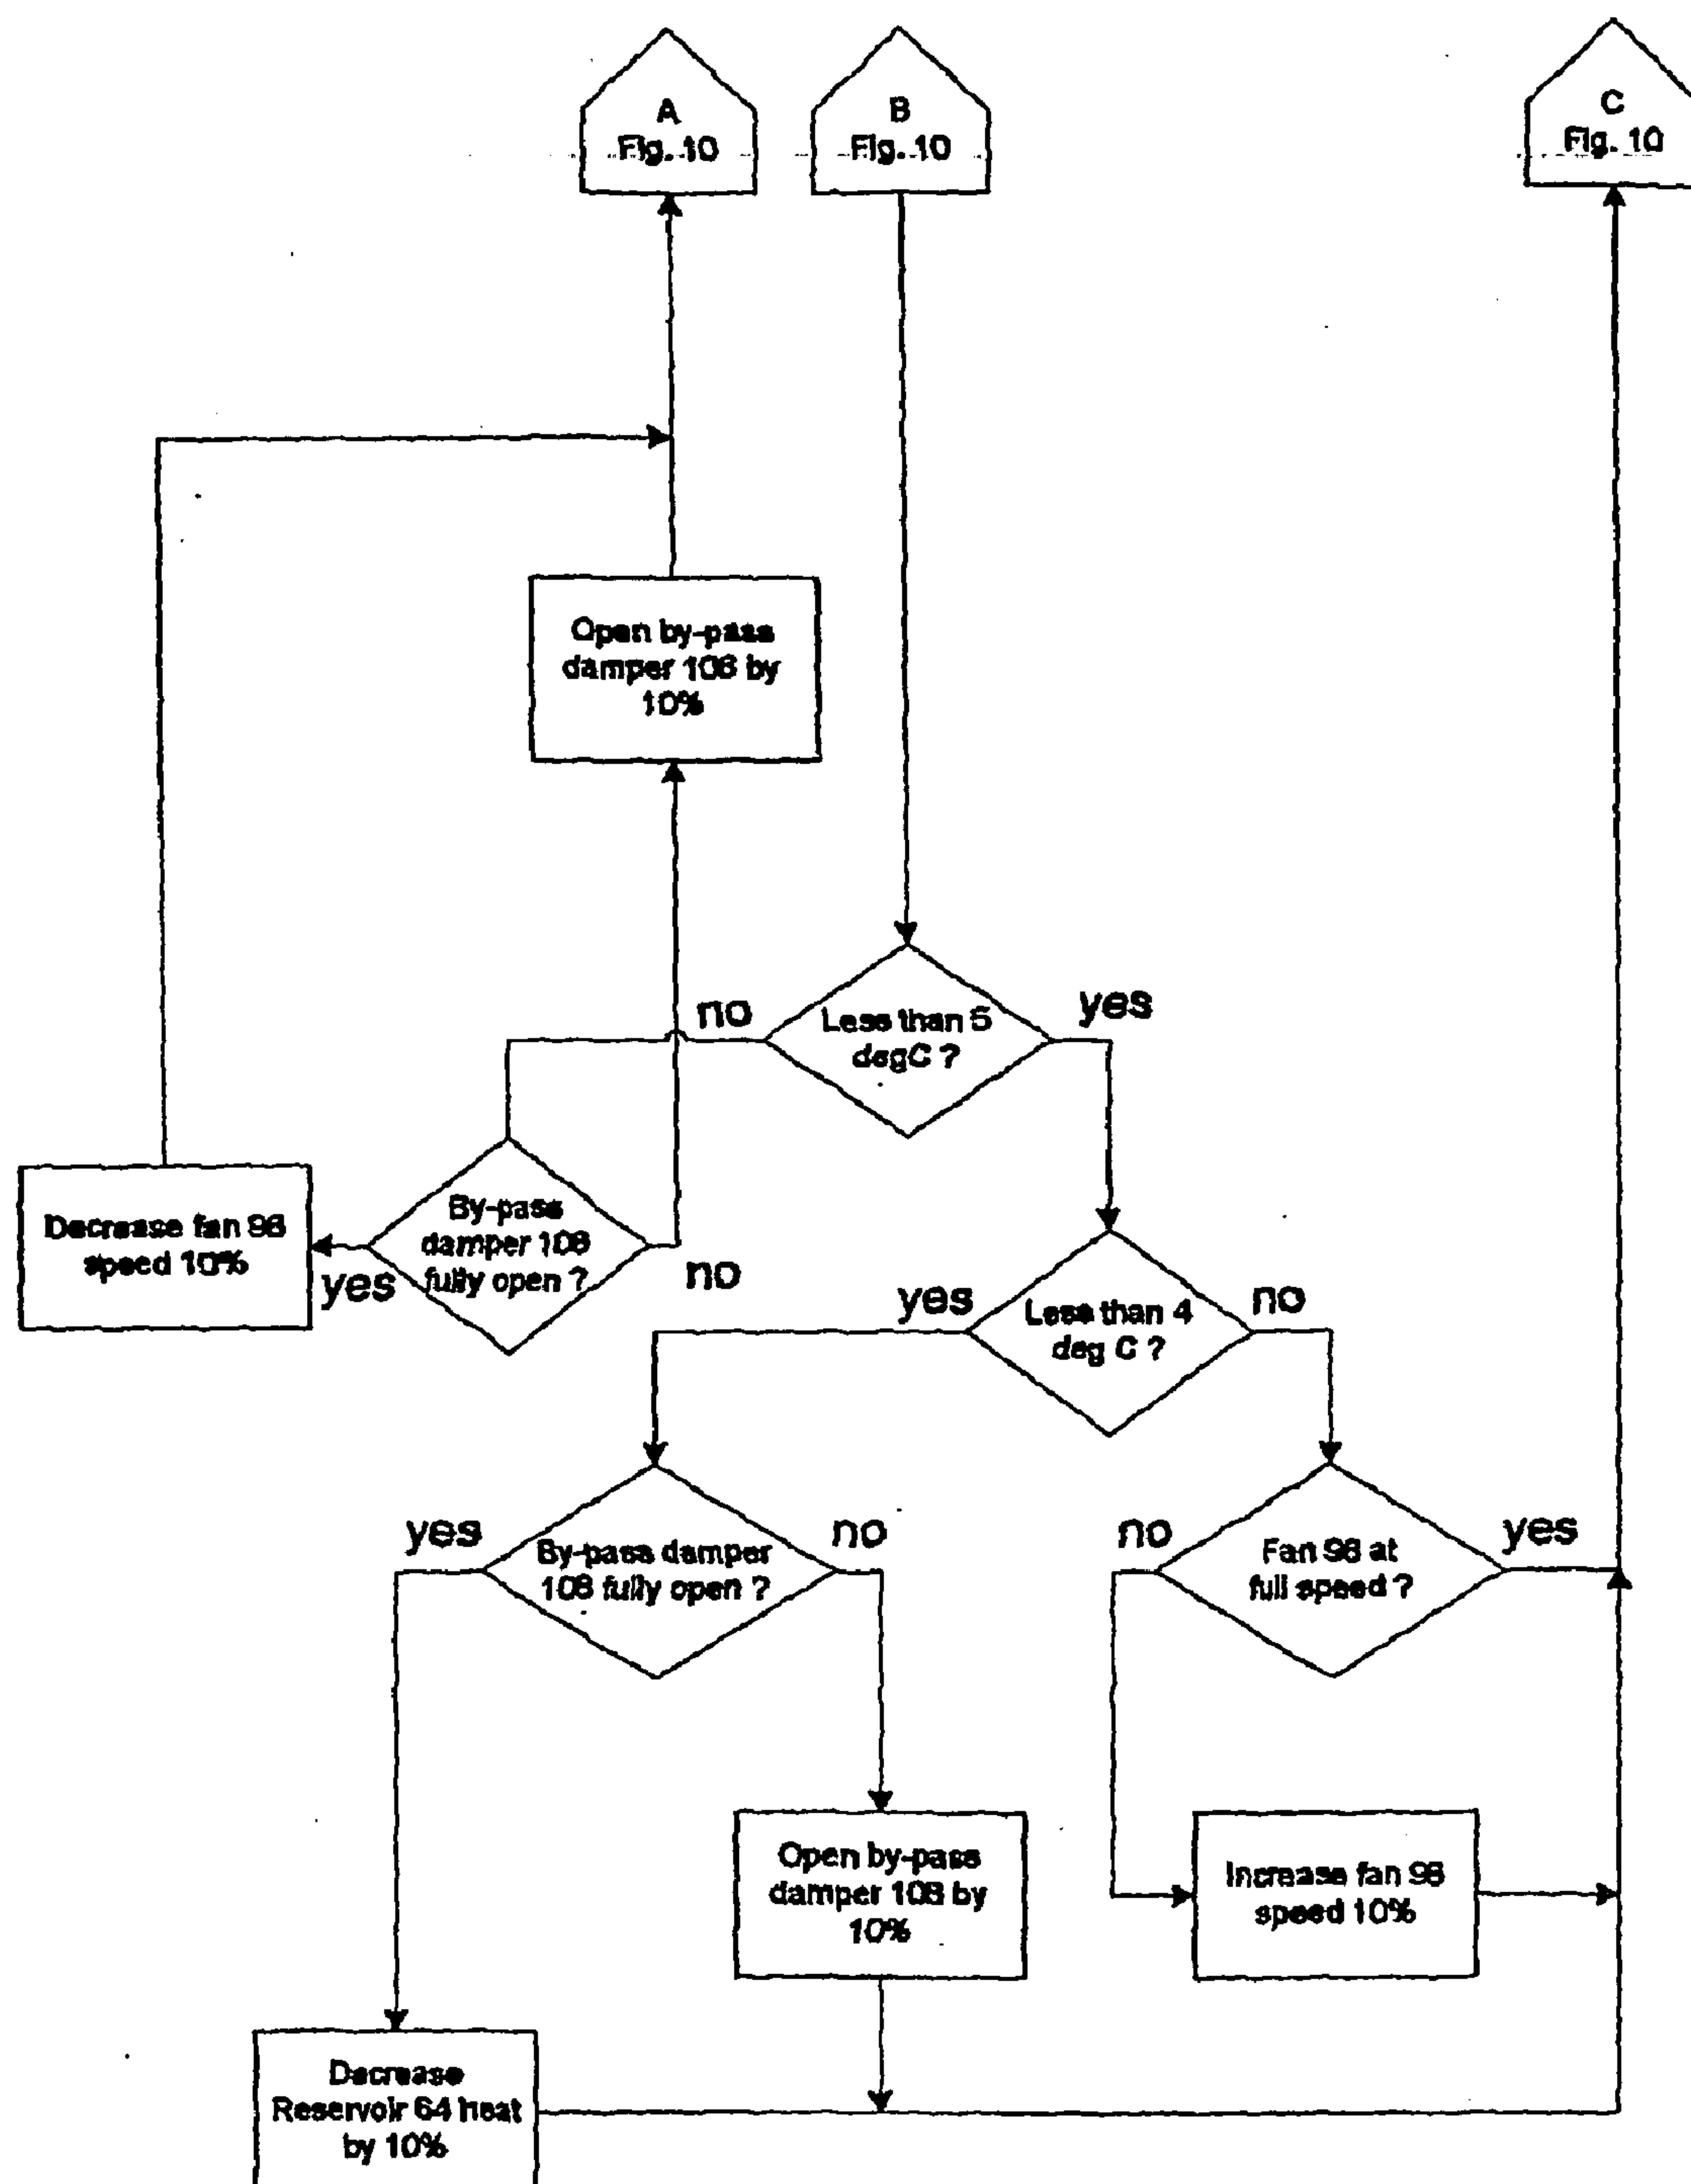 A
Fig. 10
B
Fig. 10
C
Fig. 10
Open by-pass
damper 108 by
10%
no
Less than 5
degC ?
yes
Decrease fan 98
speed 10%
yes
By-pass
damper 108
fully open ?
no
yes
Less than 4
deg C ?
no
yes
By-pass damper
108 fully open ?
no
no
Fan 98 at
full speed ?
yes
Open by-pass
damper 108 by
10%
Increase fan 98
speed 10%
Decrease
Reservoir 64 heat
by 10%